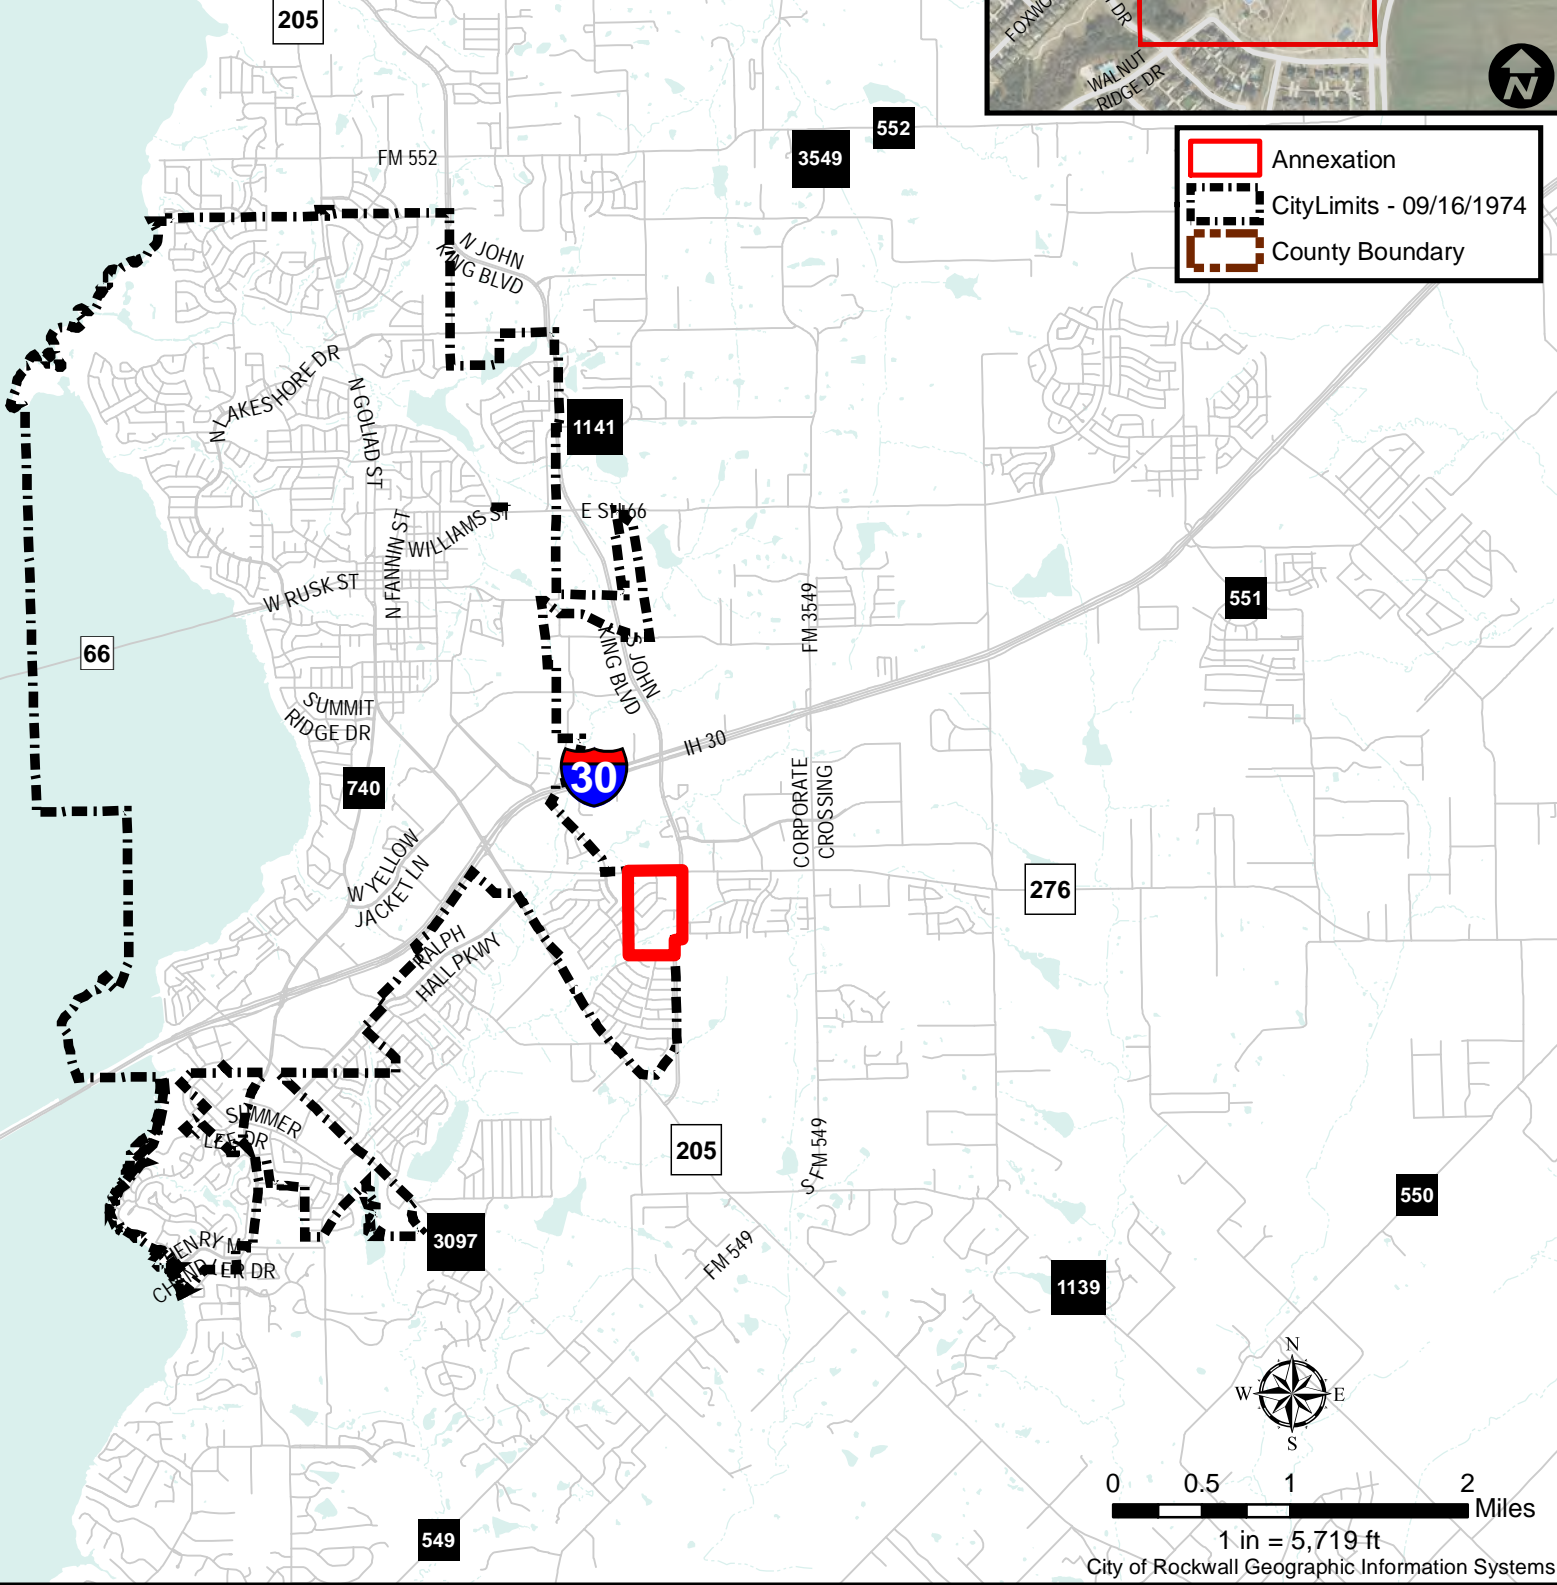 205
FOXWO
DR
WALNUT
RIDGE DR
N
552
3549
FM 552
Annexation
CityLimits - 09/16/1974
County Boundary
N JOHN
KING BLVD
N LAKESHORE DR
N GOLIAD ST
1141
E SH 66
WILLIAMS ST
N FANNIN ST
W RUSK ST
FM 3549
551
66
S JOHN
KING BLVD
SUMMIT
RIDGE DR
IH 30
30
740
CORPORATE
CROSSING
W YELLOW
JACKET LN
276
RALPH
HALL PKWY
SUMMER
LEE DR
205
S FM 549
550
3097
HENRY M
CHANDLER DR
FM 549
1139
N
W
E
S
0 0.5 1 2
Miles
1 in = 5,719 ft
549
City of Rockwall Geographic Information Systems